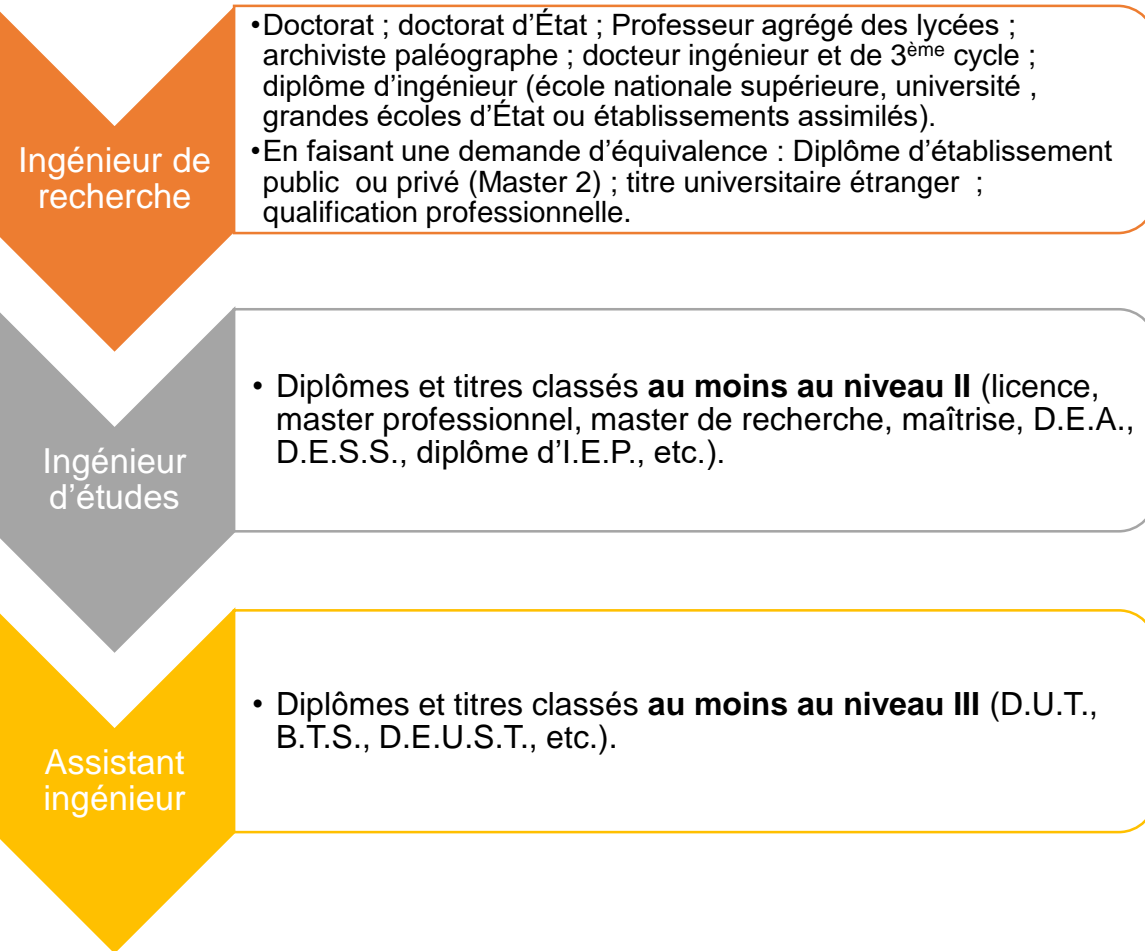 Ingénieur de
recherche
•Doctorat ; doctorat d’État ; Professeur agrégé des lycées ;
archiviste paléographe ; docteur ingénieur et de 3ème cycle ;
diplôme d’ingénieur (école nationale supérieure, université ,
grandes écoles d’État ou établissements assimilés).
•En faisant une demande d’équivalence : Diplôme d’établissement
public ou privé (Master 2) ; titre universitaire étranger ;
qualification professionnelle.
Ingénieur
d’études
• Diplômes et titres classés au moins au niveau II (licence,
master professionnel, master de recherche, maîtrise, D.E.A.,
D.E.S.S., diplôme d’I.E.P., etc.).
Assistant
ingénieur
• Diplômes et titres classés au moins au niveau III (D.U.T.,
B.T.S., D.E.U.S.T., etc.).